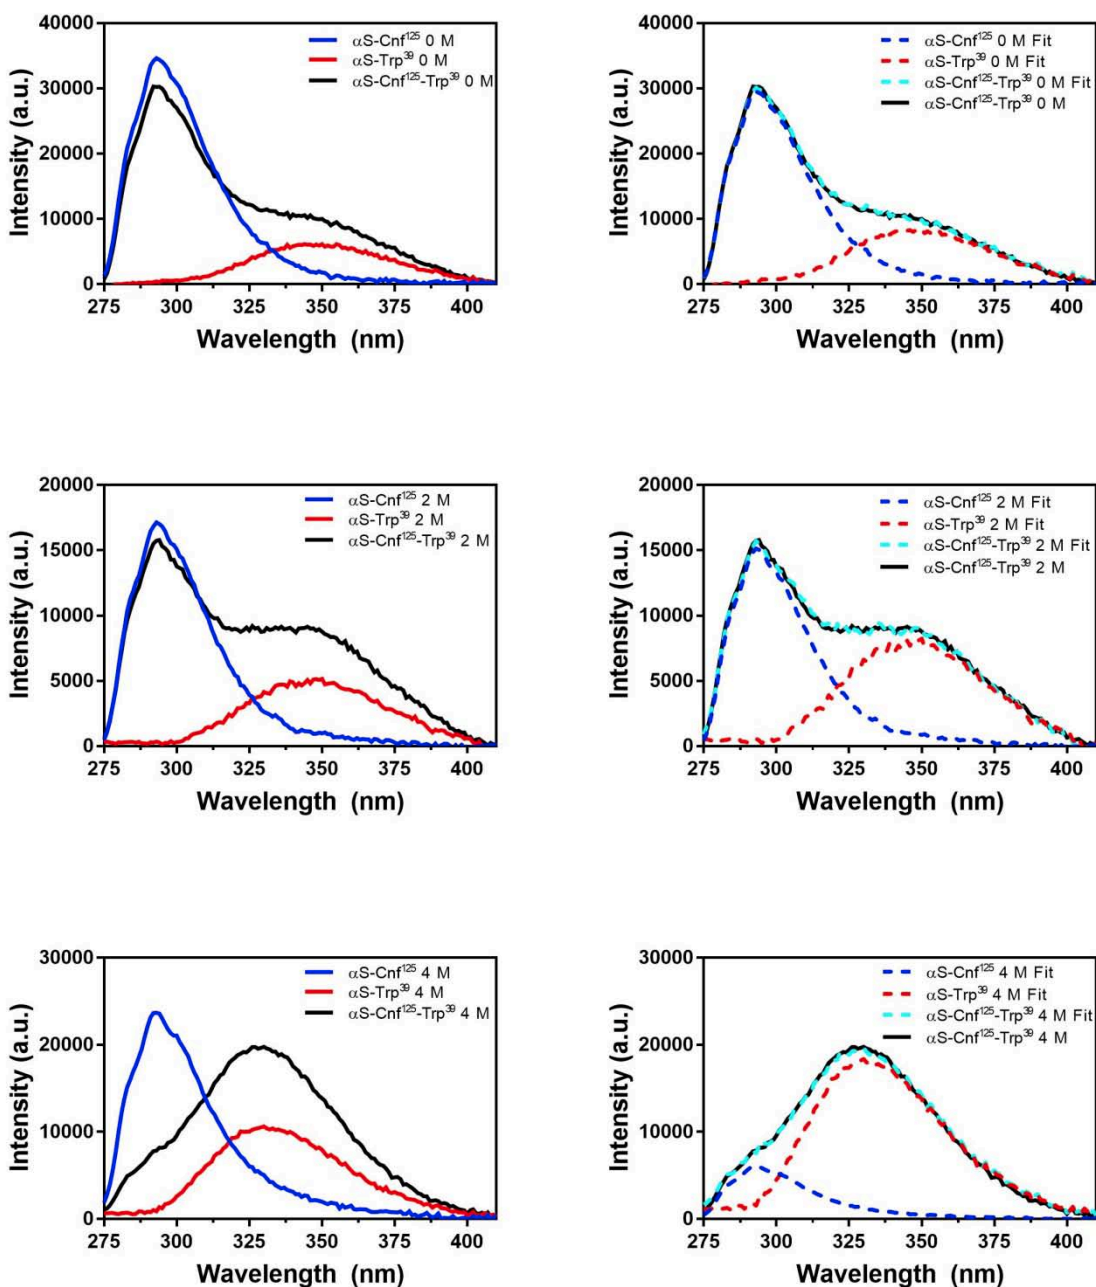 40000
30000
20000
10000
0
Intensity (a.u.)
αS-Cnf¹²⁵ 0 M
αS-Trp³⁹ 0 M
αS-Cnf¹²⁵-Trp³⁹ 0 M
275 300 325 350 375 400
Wavelength (nm)
40000
30000
20000
10000
0
Intensity (a.u.)
αS-Cnf¹²⁵ 0 M Fit
αS-Trp³⁹ 0 M Fit
αS-Cnf¹²⁵-Trp³⁹ 0 M Fit
αS-Cnf¹²⁵-Trp³⁹ 0 M
275 300 325 350 375 400
Wavelength (nm)
20000
15000
10000
5000
0
Intensity (a.u.)
αS-Cnf¹²⁵ 2 M
αS-Trp³⁹ 2 M
αS-Cnf¹²⁵-Trp³⁹ 2 M
275 300 325 350 375 400
Wavelength (nm)
20000
15000
10000
5000
0
Intensity (a.u.)
αS-Cnf¹²⁵ 2 M Fit
αS-Trp³⁹ 2 M Fit
αS-Cnf¹²⁵-Trp³⁹ 2 M Fit
αS-Cnf¹²⁵-Trp³⁹ 2 M
275 300 325 350 375 400
Wavelength (nm)
30000
20000
10000
0
Intensity (a.u.)
αS-Cnf¹²⁵ 4 M
αS-Trp³⁹ 4 M
αS-Cnf¹²⁵-Trp³⁹ 4 M
275 300 325 350 375 400
Wavelength (nm)
30000
20000
10000
0
Intensity (a.u.)
αS-Cnf¹²⁵ 4 M Fit
αS-Trp³⁹ 4 M Fit
αS-Cnf¹²⁵-Trp³⁹ 4 M Fit
αS-Cnf¹²⁵-Trp³⁹ 4 M
275 300 325 350 375 400
Wavelength (nm)